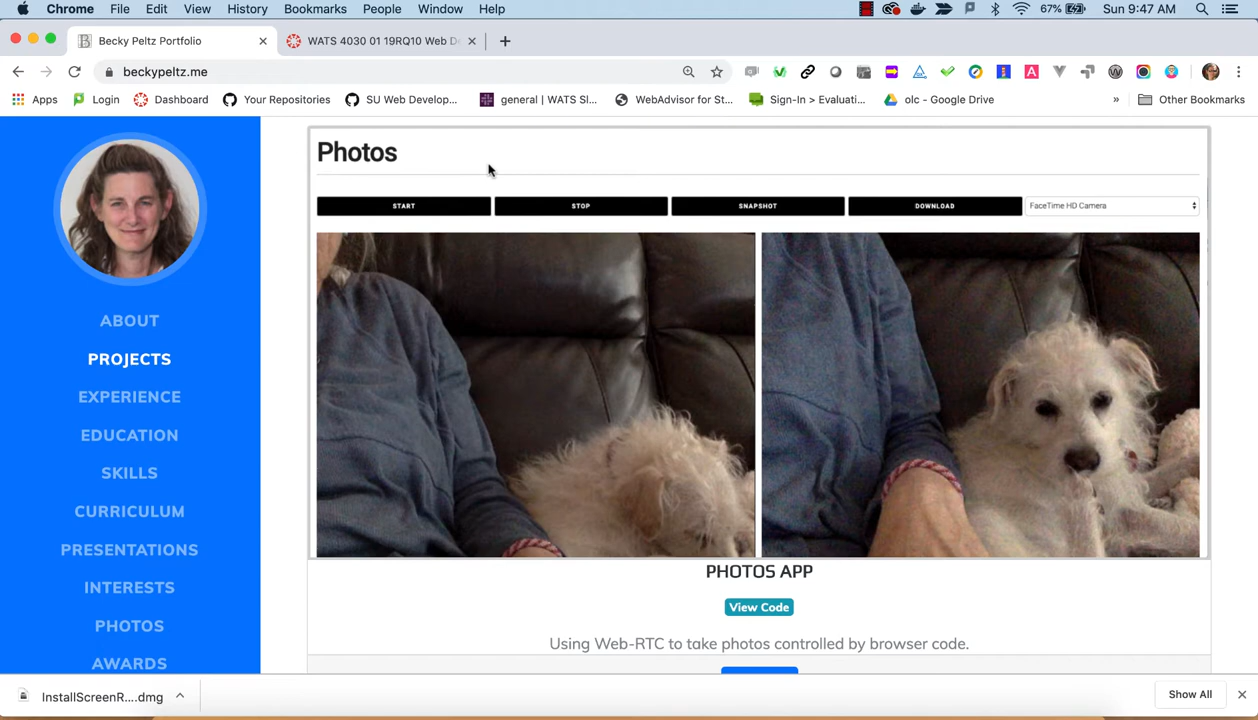 Chrome File Edit View History Bookmarks People Window Help 67% Sun 9:47 AM
Becky Peltz Portfolio WATS 4030 01 19RQ10 Web D
beckypeltz.me
Apps Login Dashboard Your Repositories SU Web Develop... general | WATS Sl... WebAdvisor for St... Sign-In > Evaluati... olc - Google Drive » Other Bookmarks
ABOUT
PROJECTS
EXPERIENCE
EDUCATION
SKILLS
CURRICULUM
PRESENTATIONS
INTERESTS
PHOTOS
AWARDS
Photos
START STOP SNAPSHOT DOWNLOAD FaceTime HD Camera
PHOTOS APP
View Code
Using Web-RTC to take photos controlled by browser code.
InstallScreenR....dmg Show All